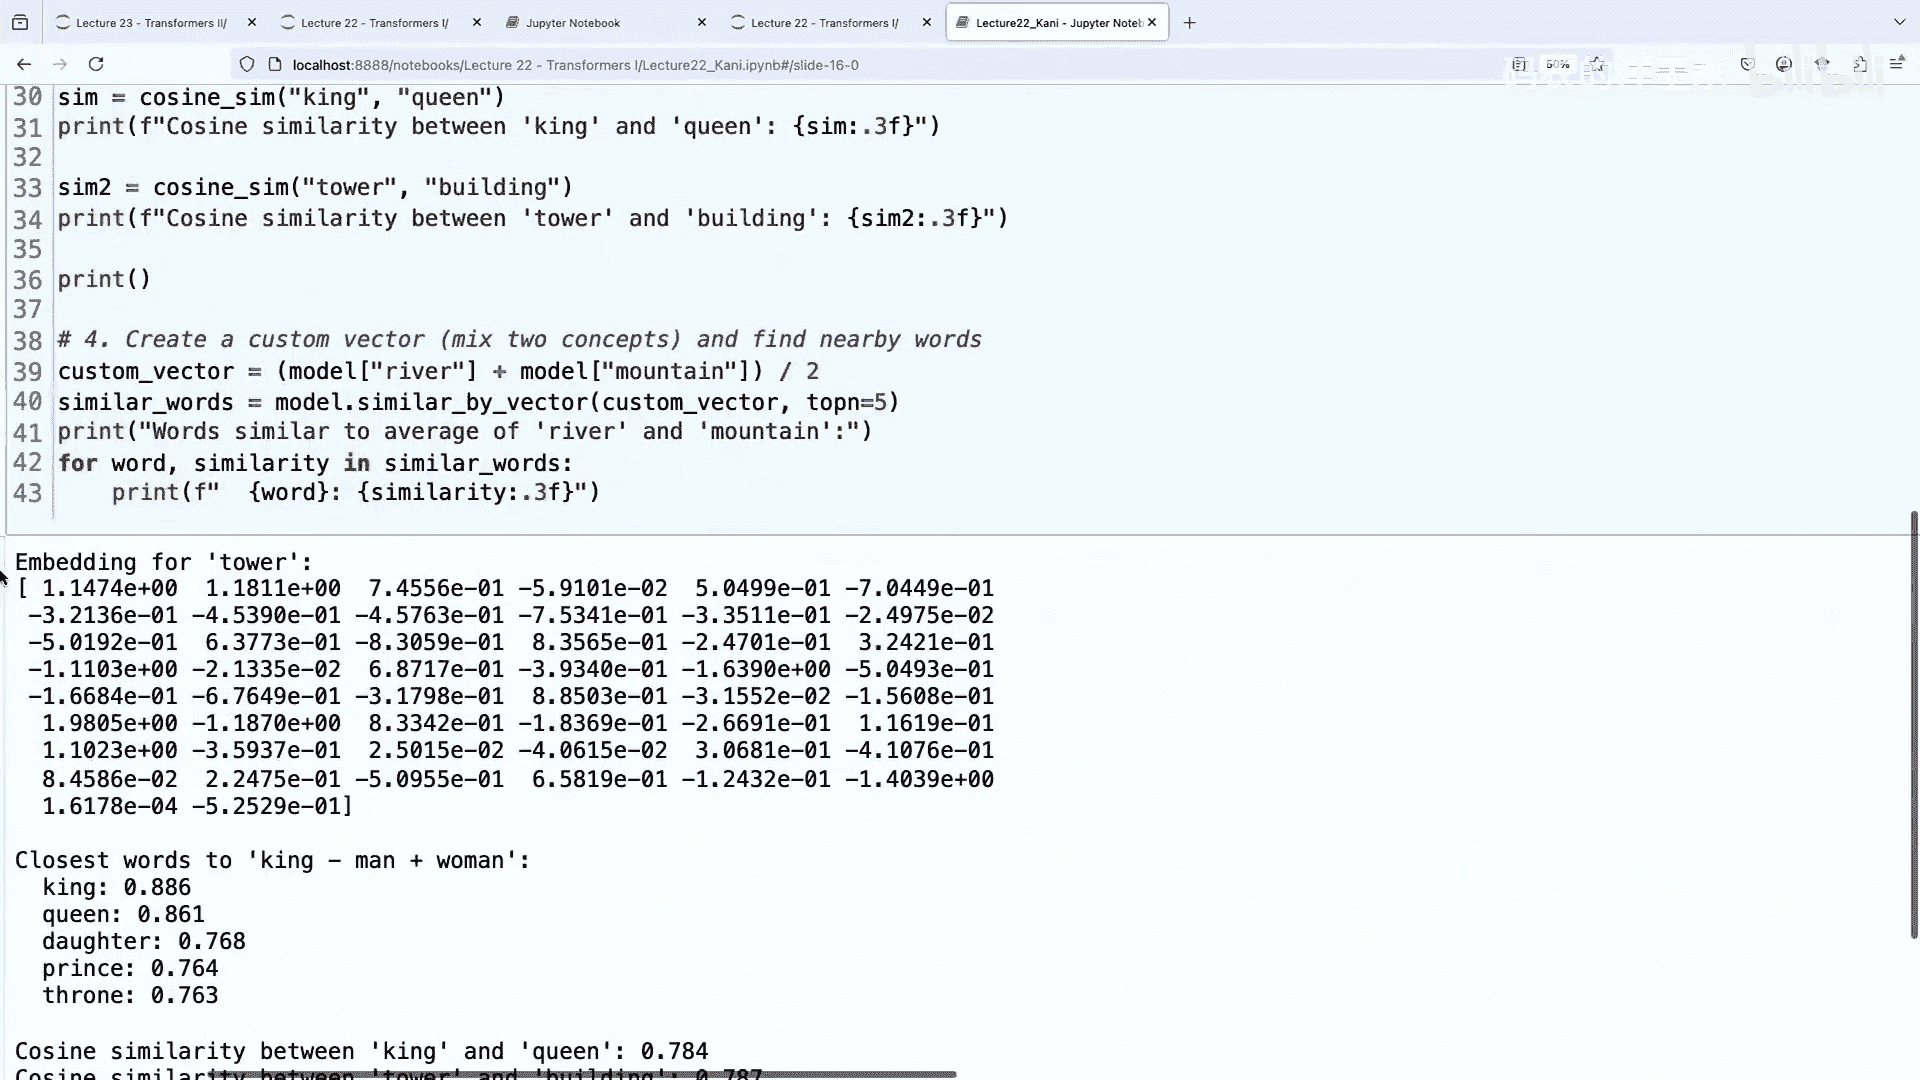 Lecture 23 - Transformers II/
Lecture 22 - Transformers I/
Jupyter Notebook
Lecture 22 - Transformers I/
Lecture22_Kani - Jupyter Noteb
localhost:8888/notebooks/Lecture 22 - Transformers I/Lecture22_Kani.ipynb#/slide-16-0
50%
bilibili
30 sim = cosine_sim("king", "queen")
31 print(f"Cosine similarity between 'king' and 'queen': {sim:.3f}")
32
33 sim2 = cosine_sim("tower", "building")
34 print(f"Cosine similarity between 'tower' and 'building': {sim2:.3f}")
35
36 print()
37
38 # 4. Create a custom vector (mix two concepts) and find nearby words
39 custom_vector = (model["river"] + model["mountain"]) / 2
40 similar_words = model.similar_by_vector(custom_vector, topn=5)
41 print("Words similar to average of 'river' and 'mountain':")
42 for word, similarity in similar_words:
43     print(f"  {word}: {similarity:.3f}")
Embedding for 'tower':
[ 1.1474e+00  1.1811e+00  7.4556e-01 -5.9101e-02  5.0499e-01 -7.0449e-01
-3.2136e-01 -4.5390e-01 -4.5763e-01 -7.5341e-01 -3.3511e-01 -2.4975e-02
-5.0192e-01  6.3773e-01 -8.3059e-01  8.3565e-01 -2.4701e-01  3.2421e-01
-1.1103e+00 -2.1335e-02  6.8717e-01 -3.9340e-01 -1.6390e+00 -5.0493e-01
-1.6684e-01 -6.7649e-01 -3.1798e-01  8.8503e-01 -3.1552e-02 -1.5608e-01
1.9805e+00 -1.1870e+00  8.3342e-01 -1.8369e-01 -2.6691e-01  1.1619e-01
1.1023e+00 -3.5937e-01  2.5015e-02 -4.0615e-02  3.0681e-01 -4.1076e-01
8.4586e-02  2.2475e-01 -5.0955e-01  6.5819e-01 -1.2432e-01 -1.4039e+00
1.6178e-04 -5.2529e-01]
Closest words to 'king - man + woman':
king: 0.886
queen: 0.861
daughter: 0.768
prince: 0.764
throne: 0.763
Cosine similarity between 'king' and 'queen': 0.784
Cosine similarity between 'tower' and 'building': 0.787